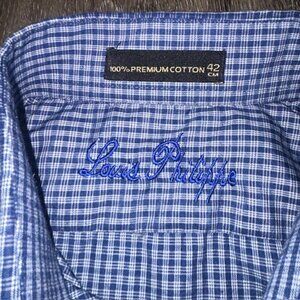 100% PREMIUM COTTON 42
CM
Louis Philippe